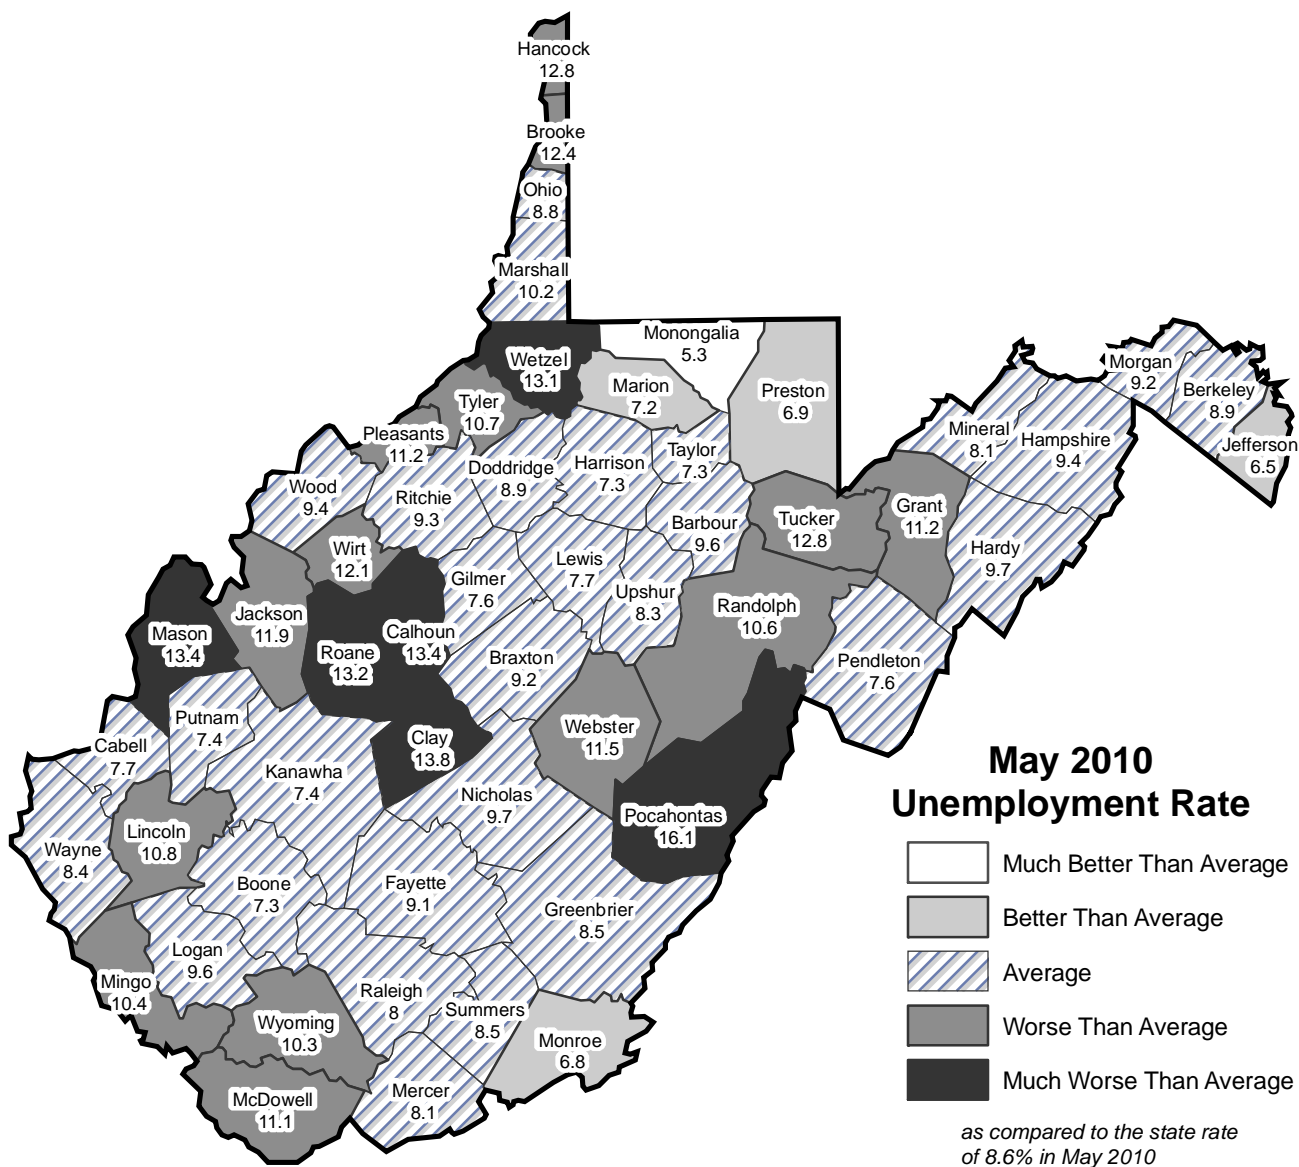 Hancock
12.8
Brooke
12.4
Ohio
8.8
Marshall
10.2
Wetzel
13.1
Monongalia
5.3
Marion
7.2
Preston
6.9
Tyler
10.7
Pleasants
11.2
Wood
9.4
Ritchie
9.3
Doddridge
8.9
Harrison
7.3
Taylor
7.3
Barbour
9.6
Tucker
12.8
Grant
11.2
Mineral
8.1
Hampshire
9.4
Morgan
9.2
Berkeley
8.9
Jefferson
6.5
Hardy
9.7
Wirt
12.1
Jackson
11.9
Mason
13.4
Roane
13.2
Calhoun
13.4
Gilmer
7.6
Lewis
7.7
Upshur
8.3
Randolph
10.6
Pendleton
7.6
Braxton
9.2
Webster
11.5
Clay
13.8
Putnam
7.4
Cabell
7.7
Kanawha
7.4
Nicholas
9.7
Pocahontas
16.1
Lincoln
10.8
Wayne
8.4
Boone
7.3
Fayette
9.1
Greenbrier
8.5
Logan
9.6
Mingo
10.4
Raleigh
8
Summers
8.5
Wyoming
10.3
Monroe
6.8
McDowell
11.1
Mercer
8.1
May 2010
Unemployment Rate
Much Better Than Average
Better Than Average
Average
Worse Than Average
Much Worse Than Average
as compared to the state rate
of 8.6% in May 2010